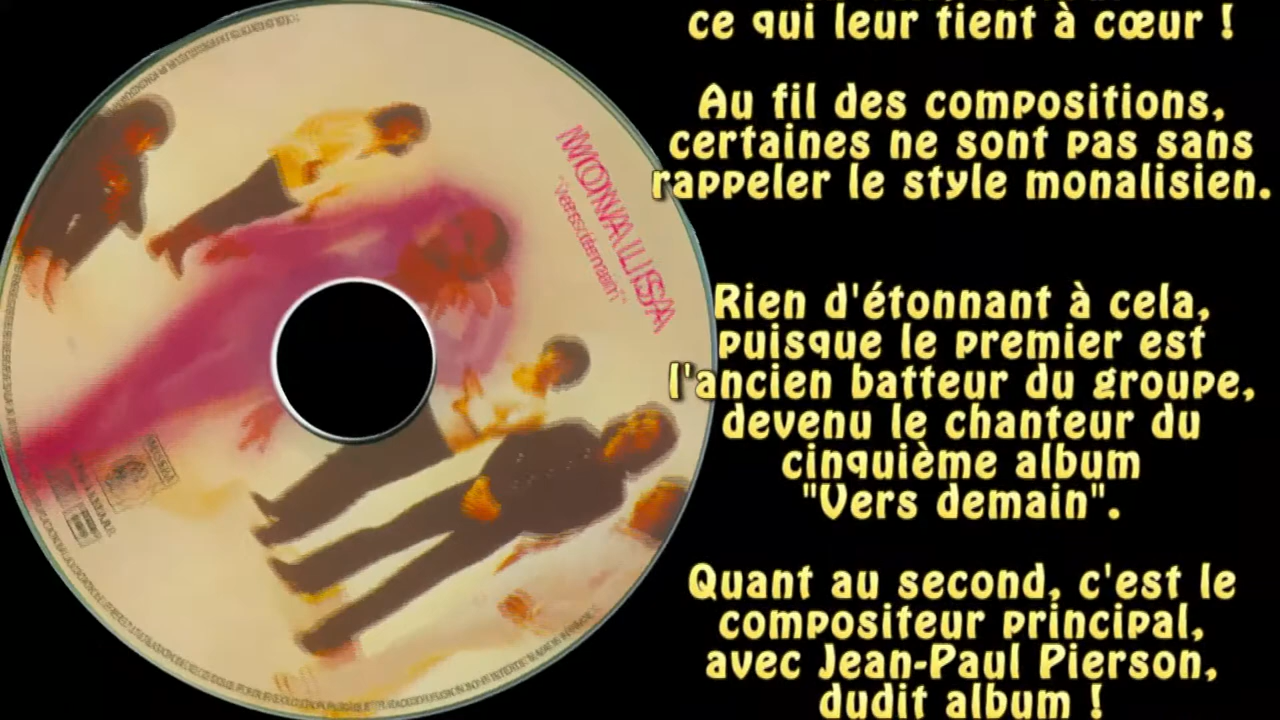 ce qui leur tient à cœur !
Au fil des compositions,
certaines ne sont pas sans
rappeler le style monalisien.
Rien d'étonnant à cela,
puisque le premier est
l'ancien batteur du groupe,
devenu le chanteur du
cinquième album
"Vers demain".
Quant au second, c'est le
compositeur principal,
avec Jean-Paul Pierson,
dudit album !
MONA LISA
"Vers demain"